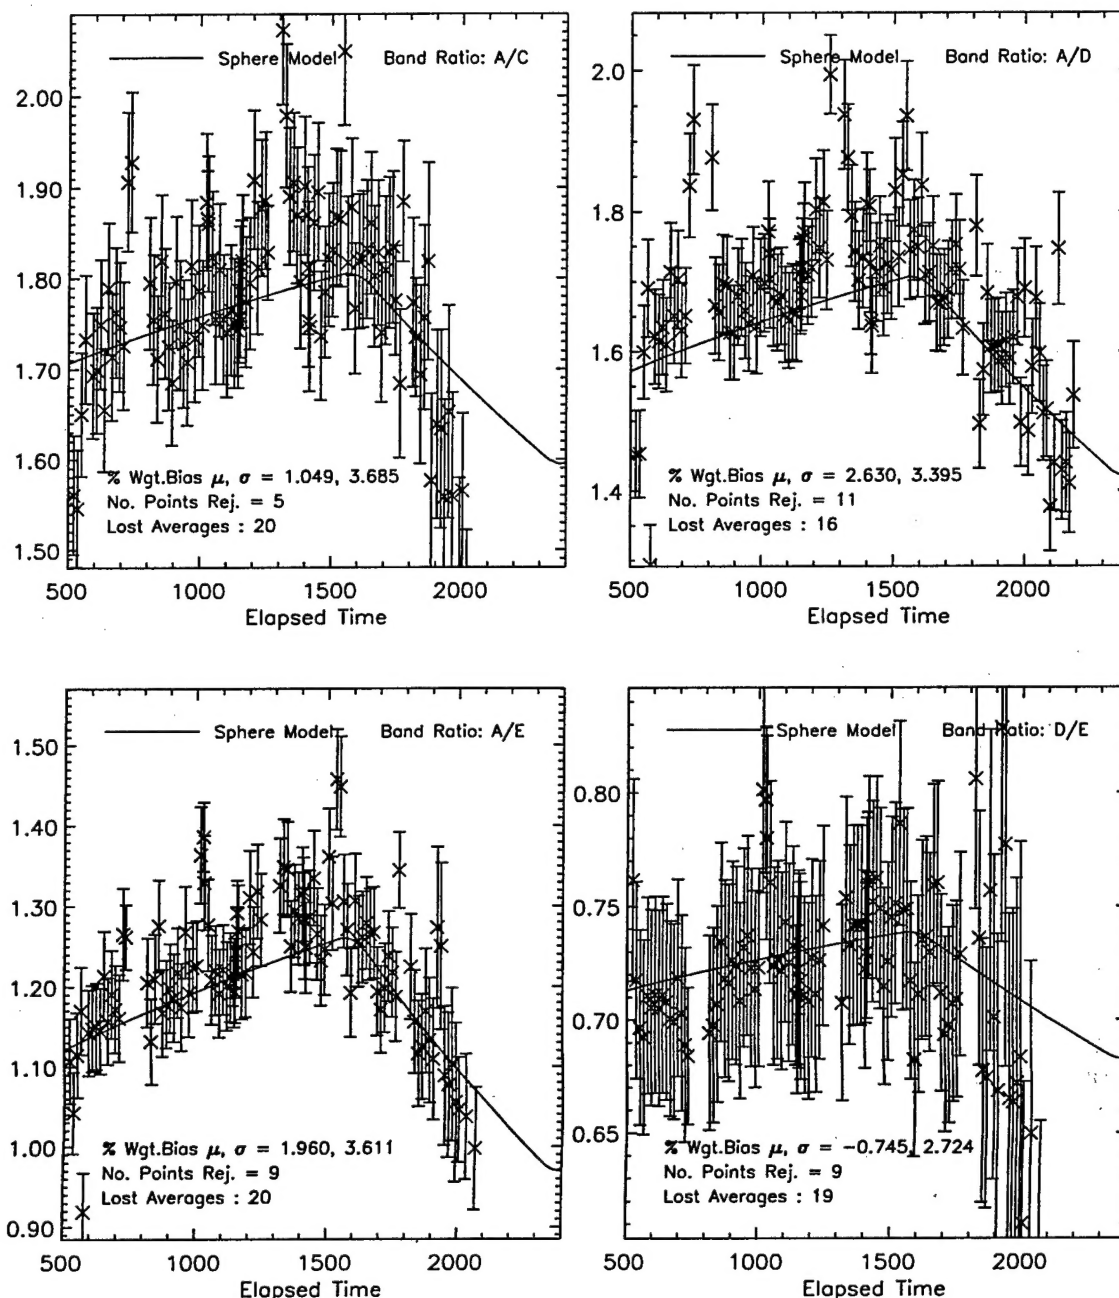 Sphere Model Band Ratio: A/C
2.00
1.90
1.80
1.70
1.60
1.50
% Wgt.Bias μ, σ = 1.049, 3.685
No. Points Rej. = 5
Lost Averages : 20
500 1000 1500 2000
Elapsed Time
Sphere Model Band Ratio: A/D
2.0
1.8
1.6
1.4
% Wgt.Bias μ, σ = 2.630, 3.395
No. Points Rej. = 11
Lost Averages : 16
500 1000 1500 2000
Elapsed Time
Sphere Model Band Ratio: A/E
1.50
1.40
1.30
1.20
1.10
1.00
0.90
% Wgt.Bias μ, σ = 1.960, 3.611
No. Points Rej. = 9
Lost Averages : 20
500 1000 1500 2000
Elapsed Time
Sphere Model Band Ratio: D/E
0.80
0.75
0.70
0.65
% Wgt.Bias μ, σ = −0.745, 2.724
No. Points Rej. = 9
Lost Averages : 19
500 1000 1500 2000
Elapsed Time